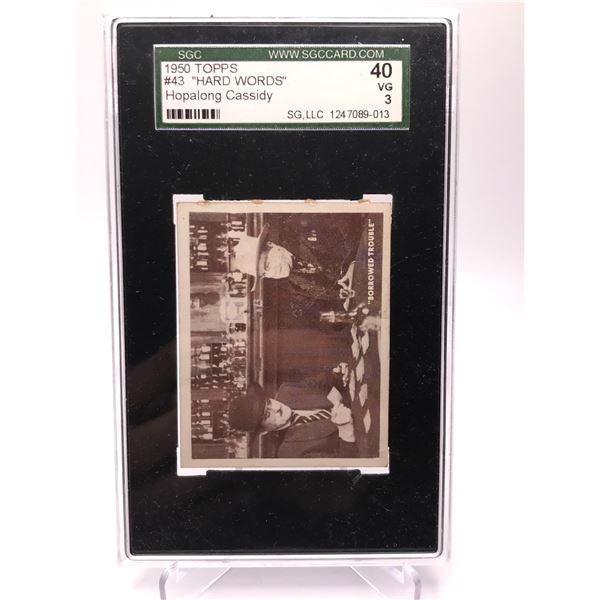 SGC WWW.SGCCARD.COM
1950 TOPPS 40
#43 "HARD WORDS" VG
Hopalong Cassidy 3
SG,LLC 1247089-013
"BORROWED TROUBLE"